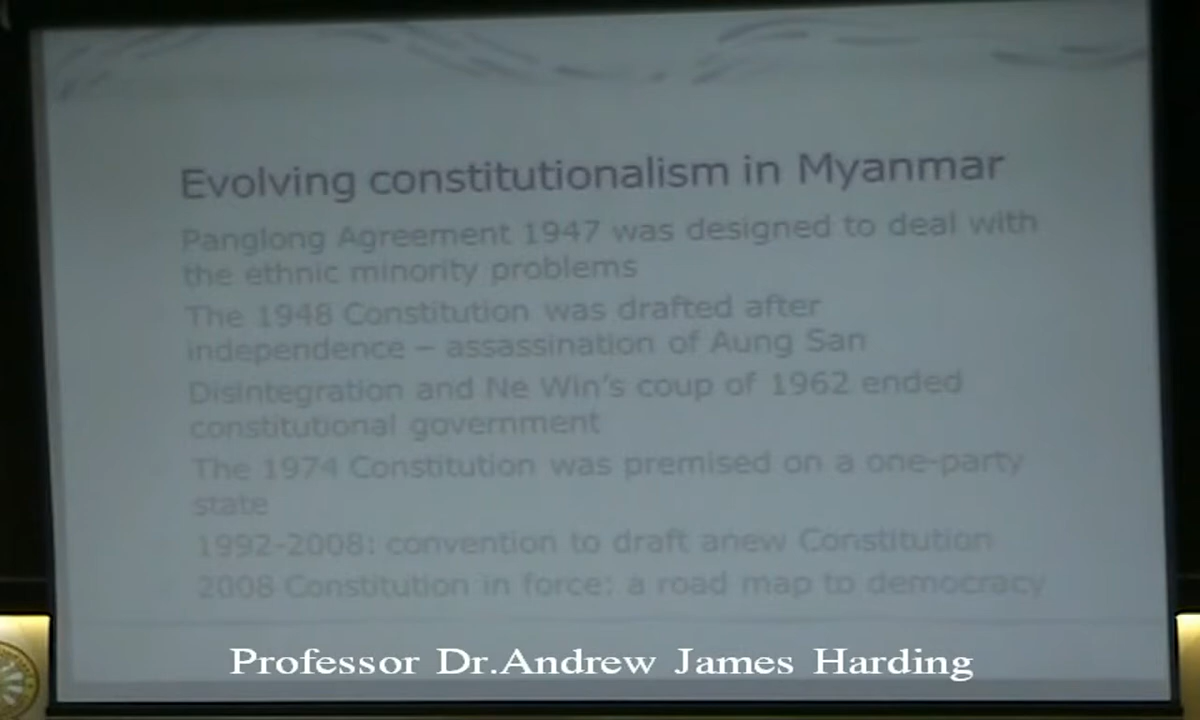 Evolving constitutionalism in Myanmar
Panglong Agreement 1947 was designed to deal with
the ethnic minority problems
The 1948 Constitution was drafted after
independence – assassination of Aung San
Disintegration and Ne Win's coup of 1962 ended
constitutional government
The 1974 Constitution was premised on a one-party
state
1992-2008: convention to draft anew Constitution
2008 Constitution in force: a road map to democracy
Professor Dr.Andrew James Harding